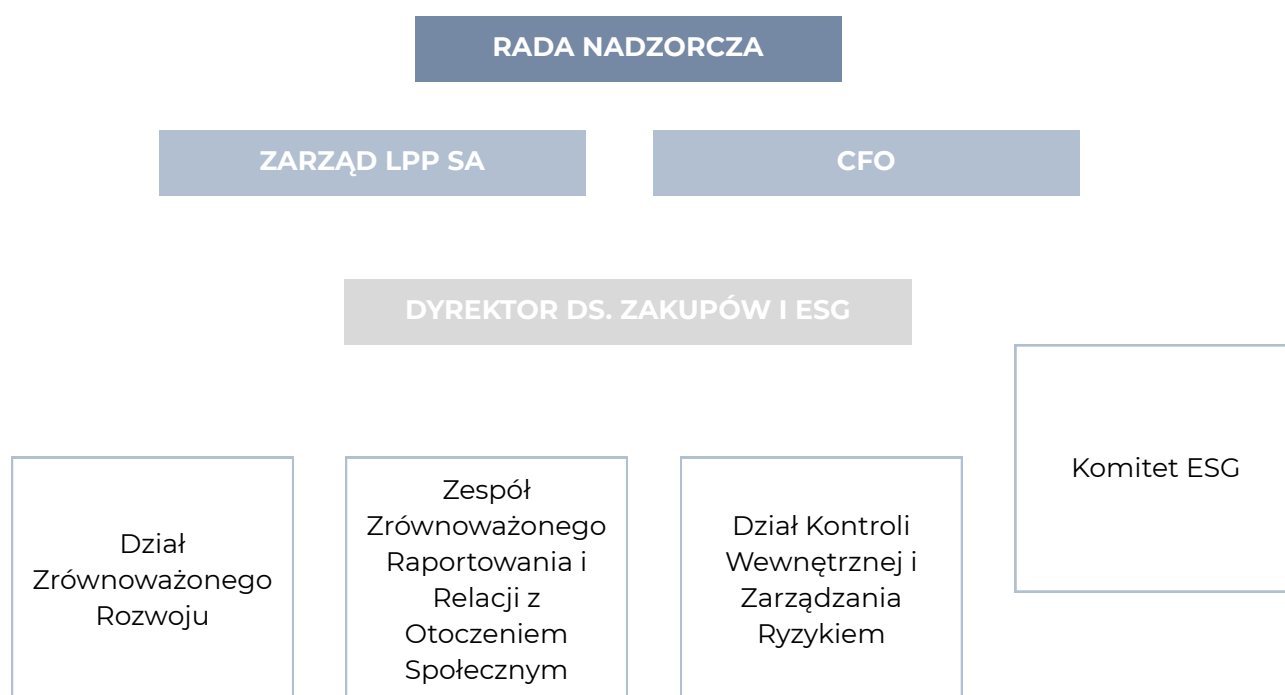 RADA NADZORCZA
ZARZĄD LPP SA
CFO
DYREKTOR DS. ZAKUPÓW I ESG
Komitet ESG
Dział
Zrównoważonego
Rozwoju
Zespół
Zrównoważonego
Raportowania i
Relacji z
Otoczeniem
Społecznym
Dział Kontroli
Wewnętrznej i
Zarządzania
Ryzykiem